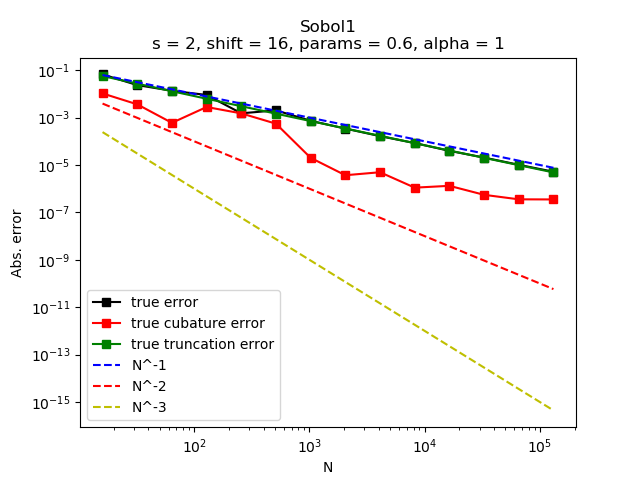 Sobol1
s = 2, shift = 16, params = 0.6, alpha = 1
Abs. error
10^-1
10^-3
10^-5
10^-7
10^-9
10^-11
10^-13
10^-15
true error
true cubature error
true truncation error
N^-1
N^-2
N^-3
10^2
10^3
10^4
10^5
N